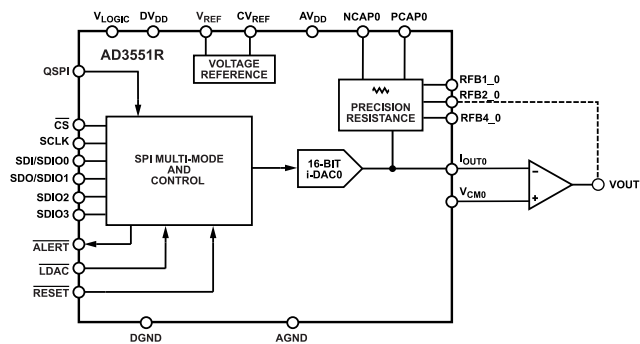 VLOGIC DVDD VREF CVREF AVDD NCAP0 PCAP0
AD3551R
VOLTAGE
REFERENCE
QSPI
RFB1_0
RFB2_0
RFB4_0
PRECISION
RESISTANCE
CS
SCLK
SDI/SDIO0
SDO/SDIO1
SDIO2
SDIO3
SPI MULTI-MODE
AND
CONTROL
16-BIT
i-DAC0
IOUT0
VCM0
−
+
VOUT
ALERT
LDAC
RESET
DGND AGND